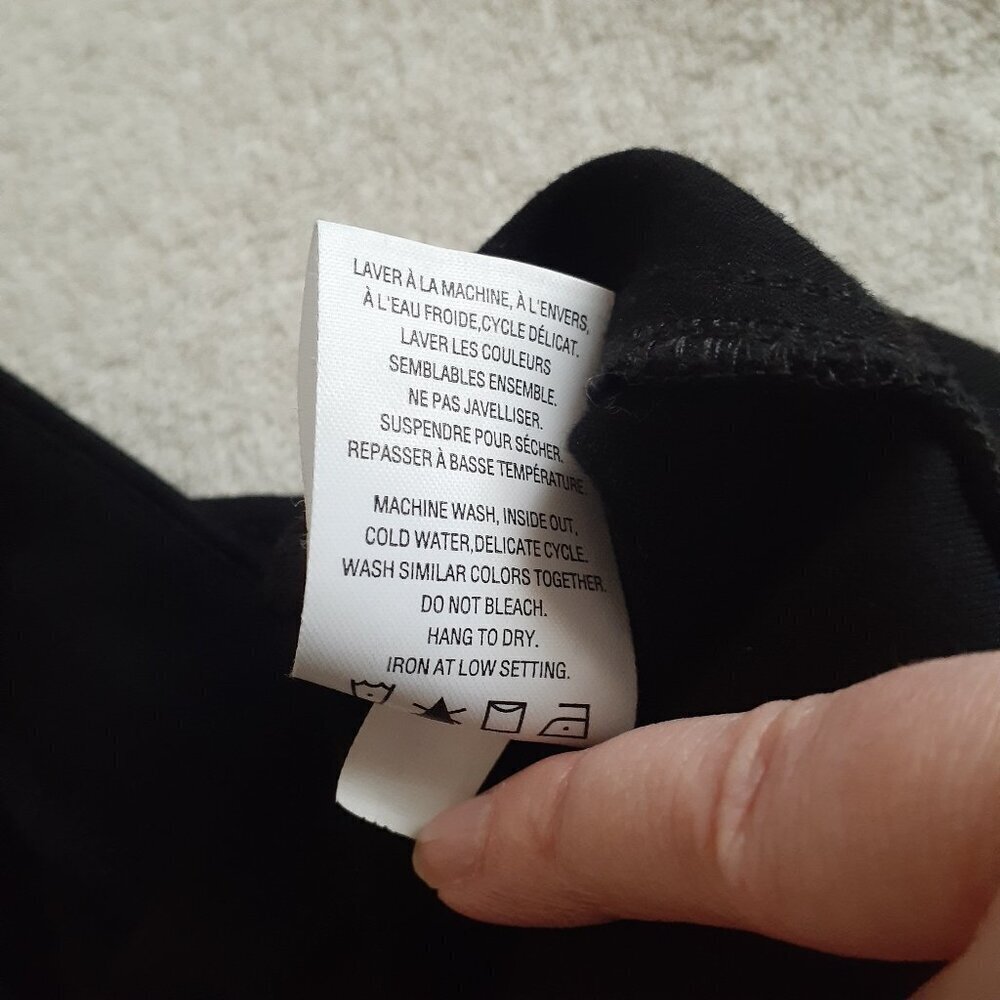 LAVER À LA MACHINE, À L'ENVERS,
À L'EAU FROIDE,CYCLE DÉLICAT.
LAVER LES COULEURS
SEMBLABLES ENSEMBLE.
NE PAS JAVELLISER.
SUSPENDRE POUR SÉCHER.
REPASSER À BASSE TEMPÉRATURE.
MACHINE WASH, INSIDE OUT,
COLD WATER,DELICATE CYCLE.
WASH SIMILAR COLORS TOGETHER.
DO NOT BLEACH.
HANG TO DRY.
IRON AT LOW SETTING.